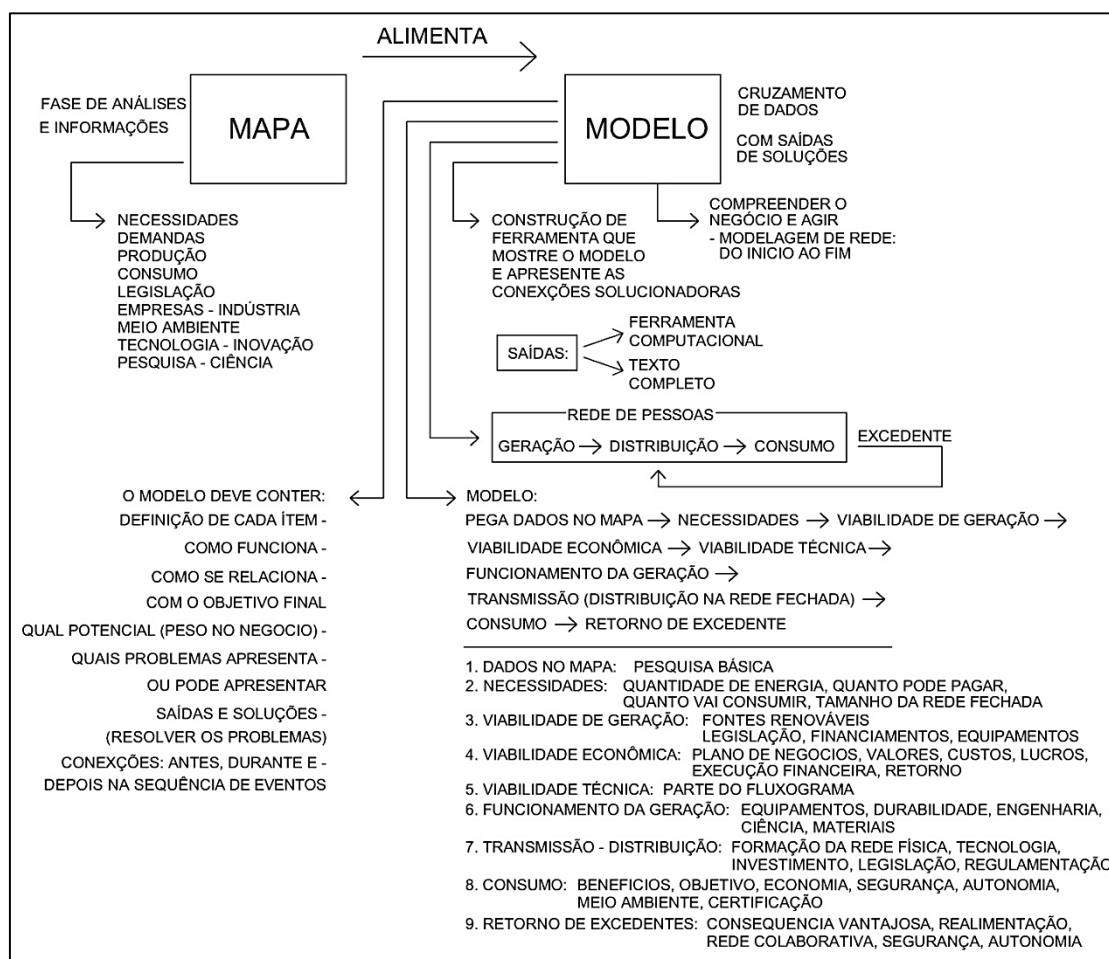 ALIMENTA
FASE DE ANÁLISES
E INFORMAÇÕES
MAPA
MODELO
CRUZAMENTO
DE DADOS
COM SAÍDAS
DE SOLUÇÕES
NECESSIDADES
DEMANDAS
PRODUÇÃO
CONSUMO
LEGISLAÇÃO
EMPRESAS - INDÚSTRIA
MEIO AMBIENTE
TECNOLOGIA - INOVAÇÃO
PESQUISA - CIÊNCIA
CONSTRUÇÃO DE
FERRAMENTA QUE
MOSTRE O MODELO
E APRESENTE AS
CONEXÇÕES SOLUCIONADORAS
COMPREENDER O
NEGÓCIO E AGIR
- MODELAGEM DE REDE:
DO INICIO AO FIM
SAÍDAS:
FERRAMENTA
COMPUTACIONAL
TEXTO
COMPLETO
REDE DE PESSOAS
GERAÇÃO → DISTRIBUIÇÃO → CONSUMO
EXCEDENTE
O MODELO DEVE CONTER:
DEFINIÇÃO DE CADA ÍTEM -
COMO FUNCIONA -
COMO SE RELACIONA -
COM O OBJETIVO FINAL
QUAL POTENCIAL (PESO NO NEGOCIO) -
QUAIS PROBLEMAS APRESENTA -
OU PODE APRESENTAR
SAÍDAS E SOLUÇÕES -
(RESOLVER OS PROBLEMAS)
CONEXÇÕES: ANTES, DURANTE E -
DEPOIS NA SEQUÊNCIA DE EVENTOS
MODELO:
PEGA DADOS NO MAPA → NECESSIDADES → VIABILIDADE DE GERAÇÃO →
VIABILIDADE ECONÔMICA → VIABILIDADE TÉCNICA →
FUNCIONAMENTO DA GERAÇÃO →
TRANSMISSÃO (DISTRIBUIÇÃO NA REDE FECHADA) →
CONSUMO → RETORNO DE EXCEDENTE
1. DADOS NO MAPA: PESQUISA BÁSICA
2. NECESSIDADES: QUANTIDADE DE ENERGIA, QUANTO PODE PAGAR,
QUANTO VAI CONSUMIR, TAMANHO DA REDE FECHADA
3. VIABILIDADE DE GERAÇÃO: FONTES RENOVÁVEIS
LEGISLAÇÃO, FINANCIAMENTOS, EQUIPAMENTOS
4. VIABILIDADE ECONÔMICA: PLANO DE NEGOCIOS, VALORES, CUSTOS, LUCROS,
EXECUÇÃO FINANCEIRA, RETORNO
5. VIABILIDADE TÉCNICA: PARTE DO FLUXOGRAMA
6. FUNCIONAMENTO DA GERAÇÃO: EQUIPAMENTOS, DURABILIDADE, ENGENHARIA,
CIÊNCIA, MATERIAIS
7. TRANSMISSÃO - DISTRIBUIÇÃO: FORMAÇÃO DA REDE FÍSICA, TECNOLOGIA,
INVESTIMENTO, LEGISLAÇÃO, REGULAMENTAÇÃO
8. CONSUMO: BENEFICIOS, OBJETIVO, ECONOMIA, SEGURANÇA, AUTONOMIA,
MEIO AMBIENTE, CERTIFICAÇÃO
9. RETORNO DE EXCEDENTES: CONSEQUENCIA VANTAJOSA, REALIMENTAÇÃO,
REDE COLABORATIVA, SEGURANÇA, AUTONOMIA